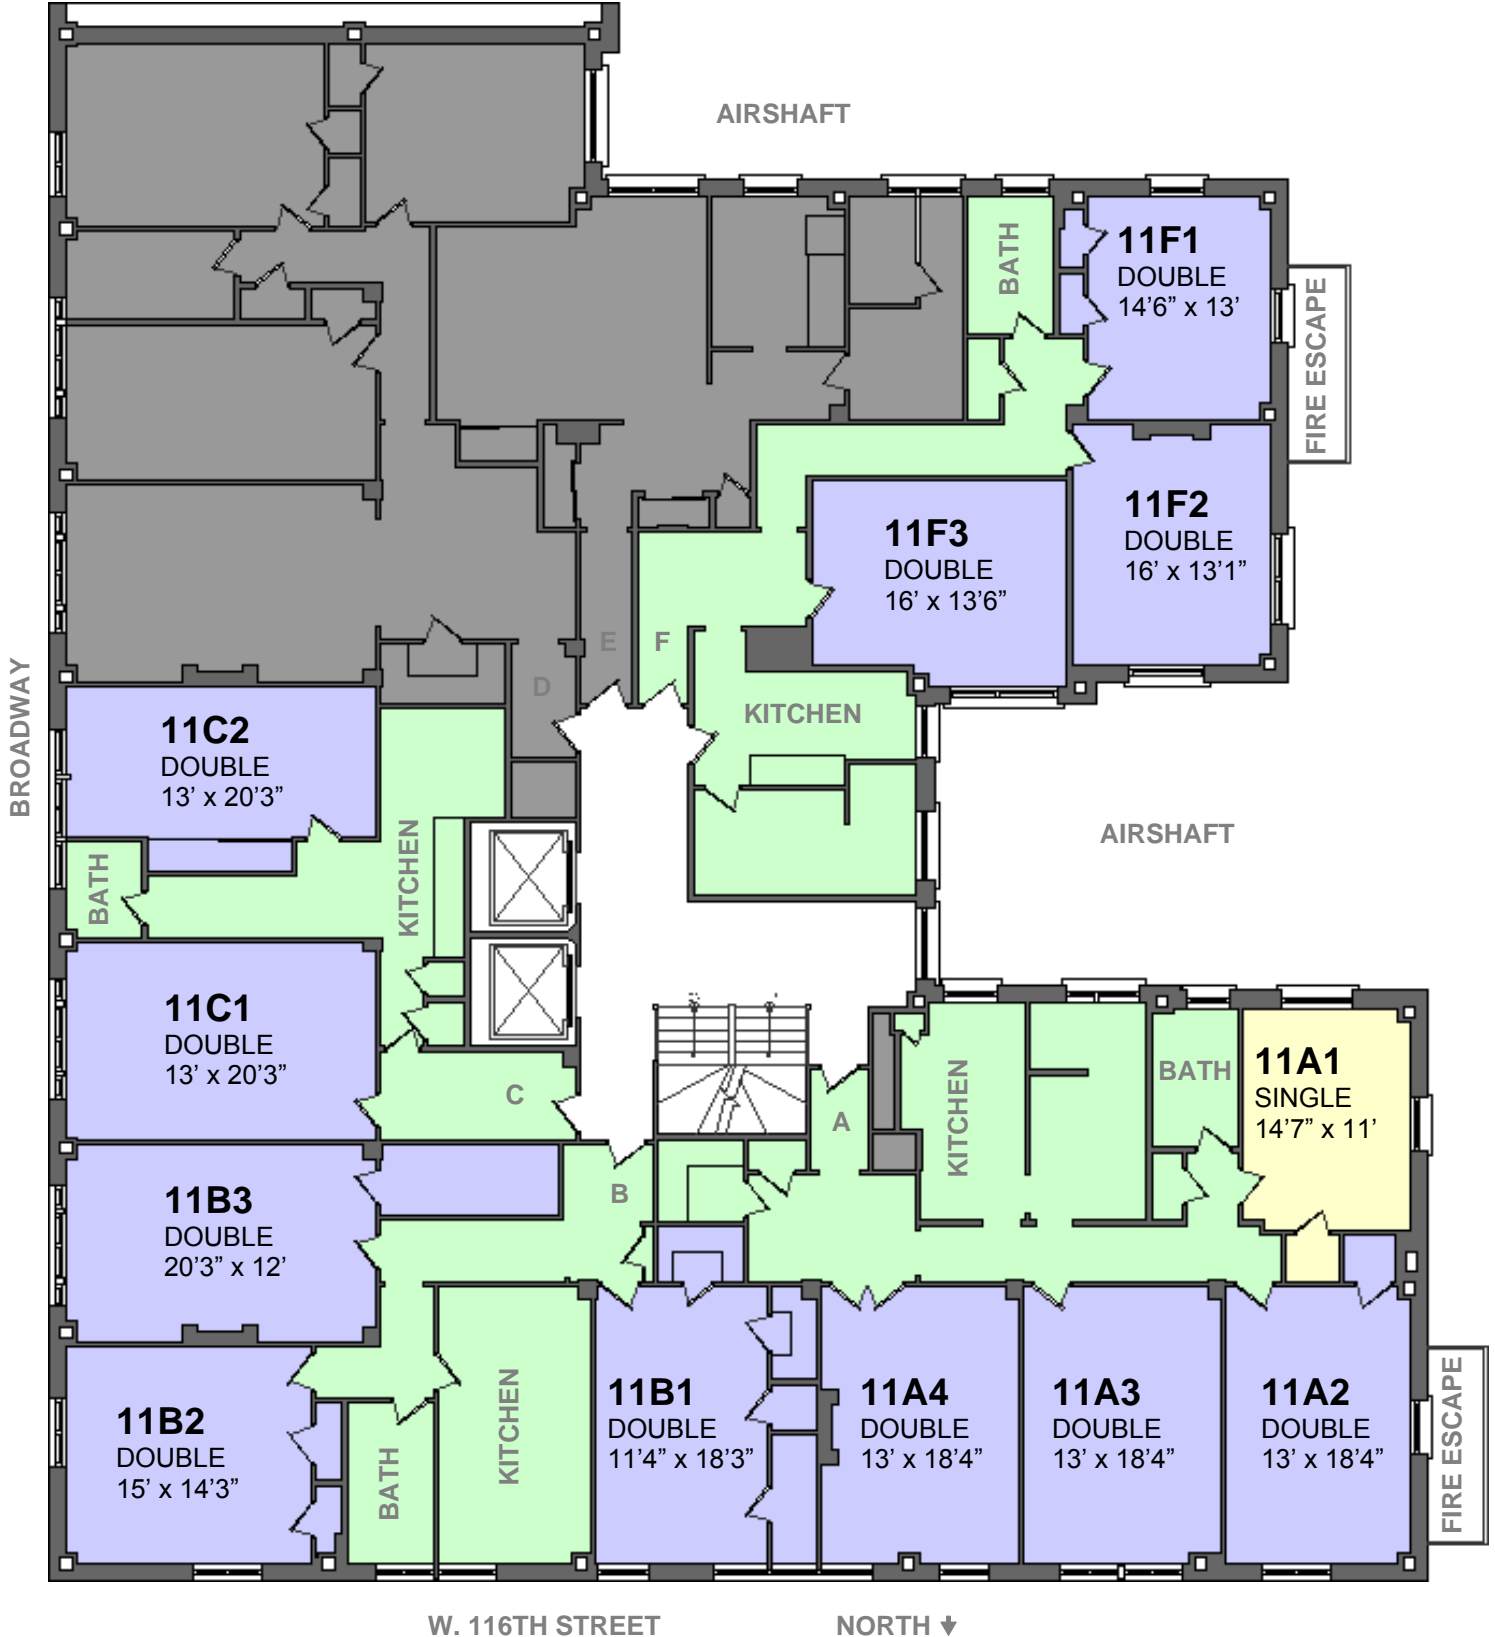 AIRSHAFT
BATH
11F1
DOUBLE
14'6” x 13'
FIRE ESCAPE
11F2
DOUBLE
16’ x 13’1”
11F3
DOUBLE
16’ x 13’6”
E
F
D
KITCHEN
BROADWAY
11C2
DOUBLE
13’ x 20’3”
AIRSHAFT
BATH
KITCHEN
11C1
DOUBLE
13’ x 20’3”
C
A
KITCHEN
BATH
11A1
SINGLE
14’7” x 11’
B
11B3
DOUBLE
20’3” x 12’
11B2
DOUBLE
15’ x 14’3”
BATH
KITCHEN
11B1
DOUBLE
11’4” x 18’3”
11A4
DOUBLE
13’ x 18’4”
11A3
DOUBLE
13’ x 18’4”
11A2
DOUBLE
13’ x 18’4”
FIRE ESCAPE
W. 116TH STREET
NORTH